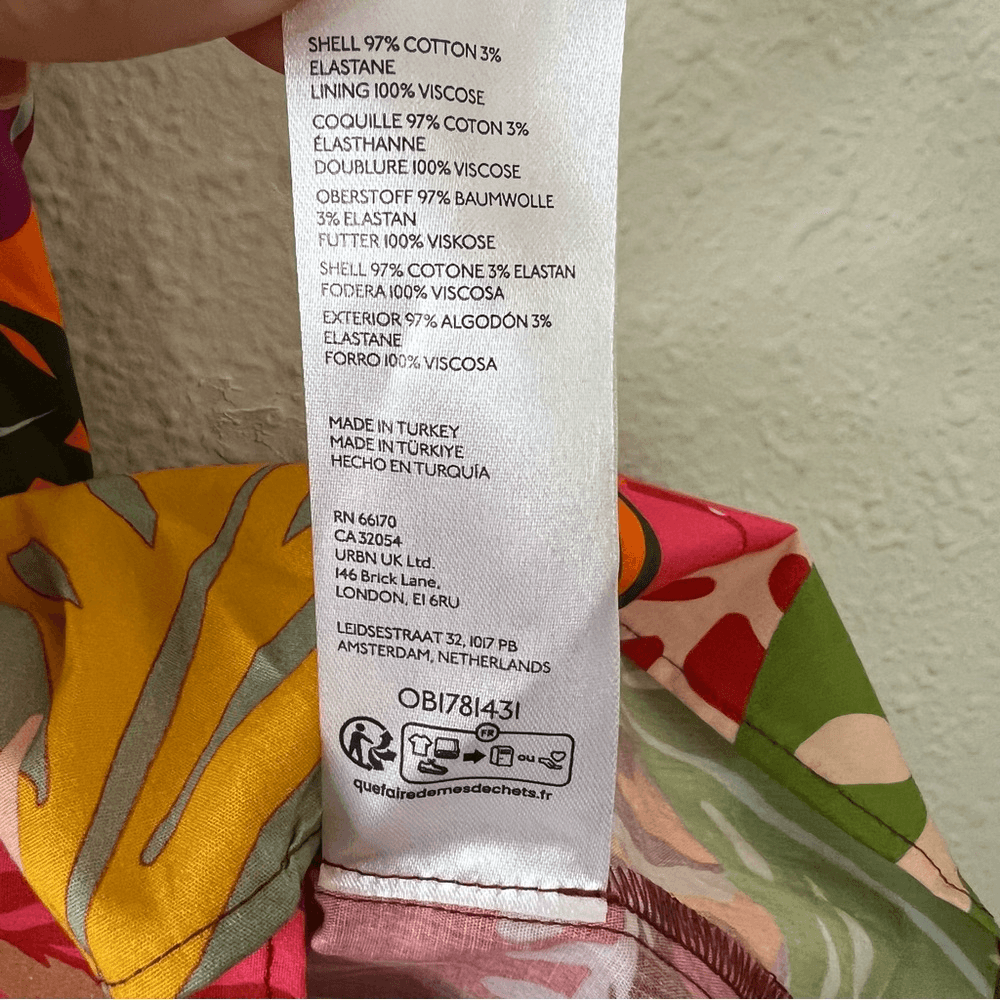 SHELL 97% COTTON 3%
ELASTANE
LINING 100% VISCOSE
COQUILLE 97% COTON 3%
ÉLASTHANNE
DOUBLURE 100% VISCOSE
OBERSTOFF 97% BAUMWOLLE
3% ELASTAN
FUTTER 100% VISKOSE
SHELL 97% COTONE 3% ELASTAN
FODERA 100% VISCOSA
EXTERIOR 97% ALGODÓN 3%
ELASTANE
FORRO 100% VISCOSA
MADE IN TURKEY
MADE IN TÜRKIYE
HECHO EN TURQUÍA
RN 66170
CA 32054
URBN UK Ltd.
146 Brick Lane,
LONDON, E1 6RU
LEIDSESTRAAT 32, 1017 PB
AMSTERDAM, NETHERLANDS
OB1781431
FR
ou
quefairedemesdechets.fr